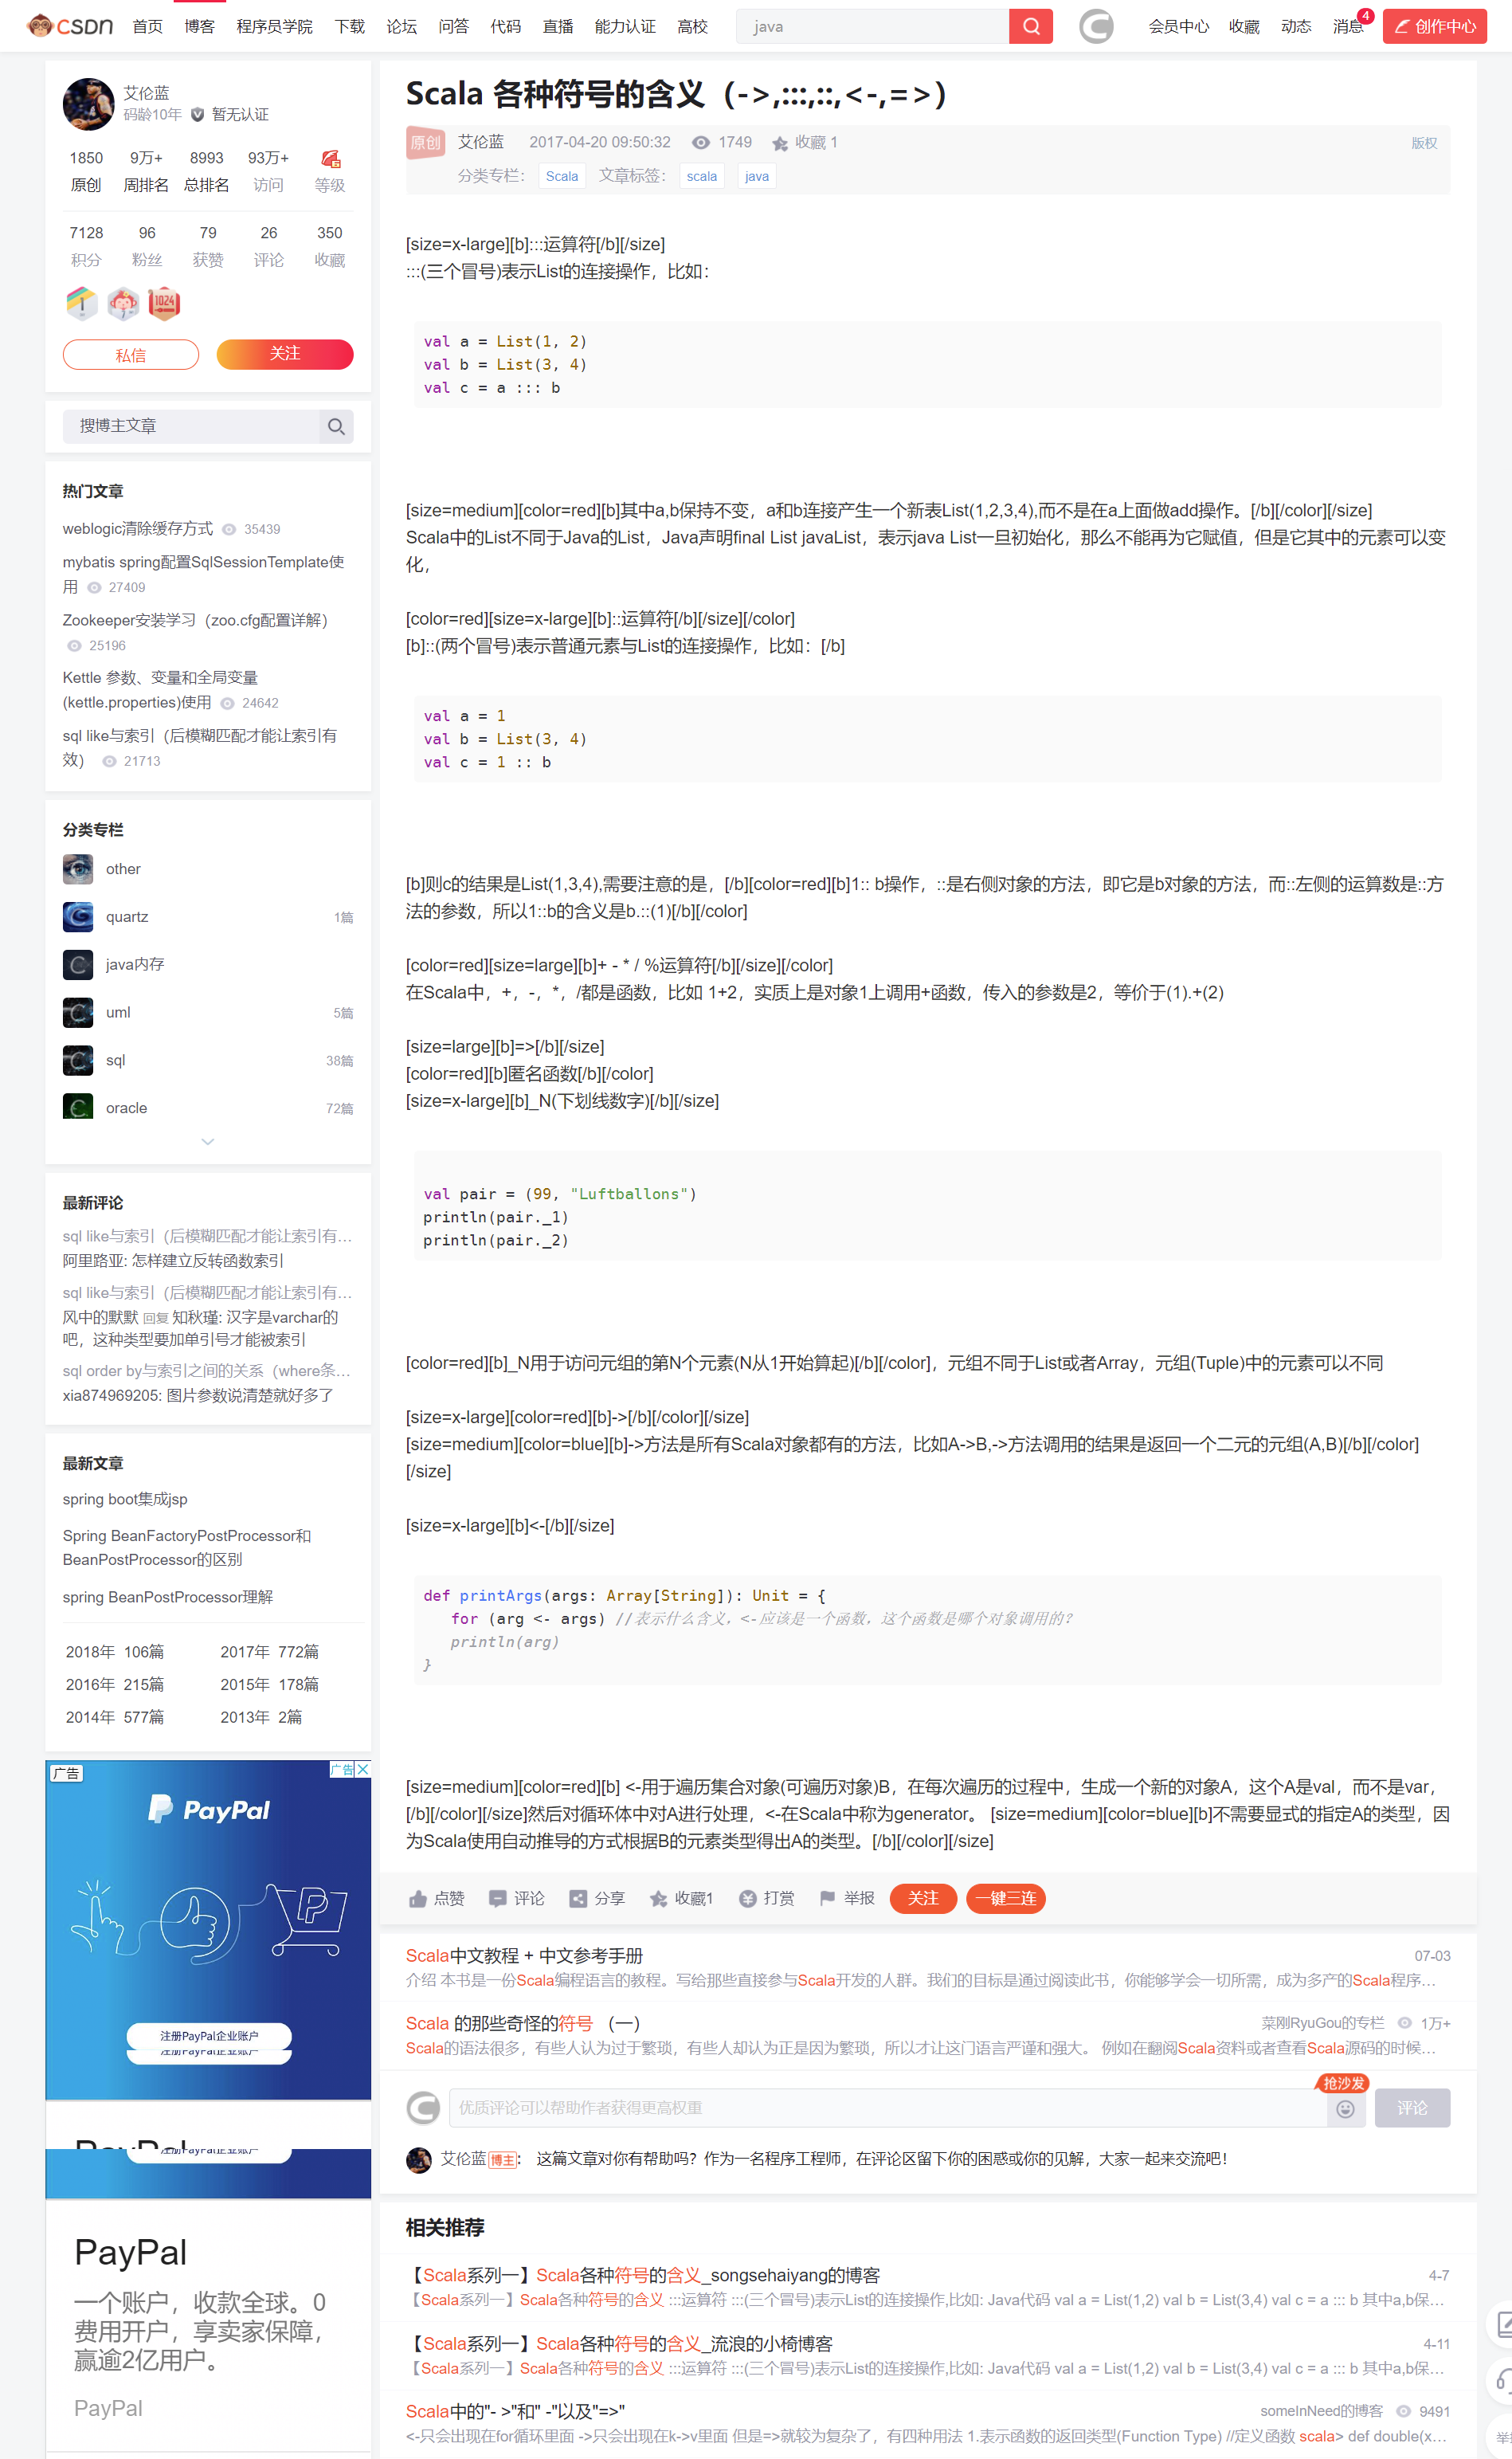 CSDN 首页 博客 程序员学院 下载 论坛 问答 代码 直播 能力认证 高校 java 会员中心 收藏 动态 消息 4 创作中心
艾伦蓝
码龄10年 暂无认证
1850 9万+ 8993 93万+
原创 周排名 总排名 访问 等级
7128 96 79 26 350
积分 粉丝 获赞 评论 收藏
1024
私信 关注
搜博主文章
热门文章
weblogic清除缓存方式 35439
mybatis spring配置SqlSessionTemplate使
用 27409
Zookeeper安装学习（zoo.cfg配置详解）
25196
Kettle 参数、变量和全局变量
(kettle.properties)使用 24642
sql like与索引（后模糊匹配才能让索引有
效） 21713
分类专栏
other
quartz 1篇
java内存
uml 5篇
sql 38篇
oracle 72篇
最新评论
sql like与索引（后模糊匹配才能让索引有...
阿里路亚: 怎样建立反转函数索引
sql like与索引（后模糊匹配才能让索引有...
风中的默默 回复 知秋瑾: 汉字是varchar的
吧，这种类型要加单引号才能被索引
sql order by与索引之间的关系（where条...
xia874969205: 图片参数说清楚就好多了
最新文章
spring boot集成jsp
Spring BeanFactoryPostProcessor和
BeanPostProcessor的区别
spring BeanPostProcessor理解
2018年 106篇 2017年 772篇
2016年 215篇 2015年 178篇
2014年 577篇 2013年 2篇
广告 广告
PayPal
注册PayPal企业账户
注册PayPal企业账户
PayPal
注册PayPal企业账户
PayPal
一个账户，收款全球。0
费用开户，享卖家保障，
赢逾2亿用户。
PayPal
Scala 各种符号的含义（->,:::,::,<-,=>）
原创 艾伦蓝 2017-04-20 09:50:32 1749 收藏 1 版权
分类专栏： Scala 文章标签： scala java
[size=x-large][b]:::运算符[/b][/size]
:::(三个冒号)表示List的连接操作，比如：
val a = List(1, 2)
val b = List(3, 4)
val c = a ::: b
[size=medium][color=red][b]其中a,b保持不变，a和b连接产生一个新表List(1,2,3,4),而不是在a上面做add操作。[/b][/color][/size]
Scala中的List不同于Java的List，Java声明final List javaList，表示java List一旦初始化，那么不能再为它赋值，但是它其中的元素可以变
化，
[color=red][size=x-large][b]::运算符[/b][/size][/color]
[b]::(两个冒号)表示普通元素与List的连接操作，比如：[/b]
val a = 1
val b = List(3, 4)
val c = 1 :: b
[b]则c的结果是List(1,3,4),需要注意的是，[/b][color=red][b]1:: b操作，::是右侧对象的方法，即它是b对象的方法，而::左侧的运算数是::方
法的参数，所以1::b的含义是b.::(1)[/b][/color]
[color=red][size=large][b]+ - * / %运算符[/b][/size][/color]
在Scala中，+，-，*，/都是函数，比如 1+2，实质上是对象1上调用+函数，传入的参数是2，等价于(1).+(2)
[size=large][b]=>[/b][/size]
[color=red][b]匿名函数[/b][/color]
[size=x-large][b]_N(下划线数字)[/b][/size]
val pair = (99, "Luftballons")
println(pair._1)
println(pair._2)
[color=red][b]_N用于访问元组的第N个元素(N从1开始算起)[/b][/color]，元组不同于List或者Array，元组(Tuple)中的元素可以不同
[size=x-large][color=red][b]->[/b][/color][/size]
[size=medium][color=blue][b]->方法是所有Scala对象都有的方法，比如A->B,->方法调用的结果是返回一个二元的元组(A,B)[/b][/color]
[/size]
[size=x-large][b]<-[/b][/size]
def printArgs(args: Array[String]): Unit = {
for (arg <- args) //表示什么含义，<-应该是一个函数，这个函数是哪个对象调用的？
println(arg)
}
[size=medium][color=red][b] <-用于遍历集合对象(可遍历对象)B，在每次遍历的过程中，生成一个新的对象A，这个A是val，而不是var，
[/b][/color][/size]然后对循环体中对A进行处理，<-在Scala中称为generator。 [size=medium][color=blue][b]不需要显式的指定A的类型，因
为Scala使用自动推导的方式根据B的元素类型得出A的类型。[/b][/color][/size]
点赞 评论 分享 收藏1 打赏 举报 关注 一键三连
Scala中文教程 + 中文参考手册 07-03
介绍 本书是一份Scala编程语言的教程。写给那些直接参与Scala开发的人群。我们的目标是通过阅读此书，你能够学会一切所需，成为多产的Scala程序...
Scala 的那些奇怪的符号 （一） 菜刚RyuGou的专栏 1万+
Scala的语法很多，有些人认为过于繁琐，有些人却认为正是因为繁琐，所以才让这门语言严谨和强大。 例如在翻阅Scala资料或者查看Scala源码的时候...
优质评论可以帮助作者获得更高权重 抢沙发 评论
艾伦蓝 博主： 这篇文章对你有帮助吗？作为一名程序工程师，在评论区留下你的困惑或你的见解，大家一起来交流吧！
相关推荐
【Scala系列一】Scala各种符号的含义_songsehaiyang的博客 4-7
【Scala系列一】Scala各种符号的含义 :::运算符 :::(三个冒号)表示List的连接操作,比如: Java代码 val a = List(1,2) val b = List(3,4) val c = a ::: b 其中a,b保...
【Scala系列一】Scala各种符号的含义_流浪的小椅博客 4-11
【Scala系列一】Scala各种符号的含义 :::运算符 :::(三个冒号)表示List的连接操作,比如: Java代码 val a = List(1,2) val b = List(3,4) val c = a ::: b 其中a,b保...
Scala中的"- >"和" -"以及"=>" someInNeed的博客 9491
<-只会出现在for循环里面 ->只会出现在k->v里面 但是=>就较为复杂了，有四种用法 1.表示函数的返回类型(Function Type) //定义函数 scala> def double(x...